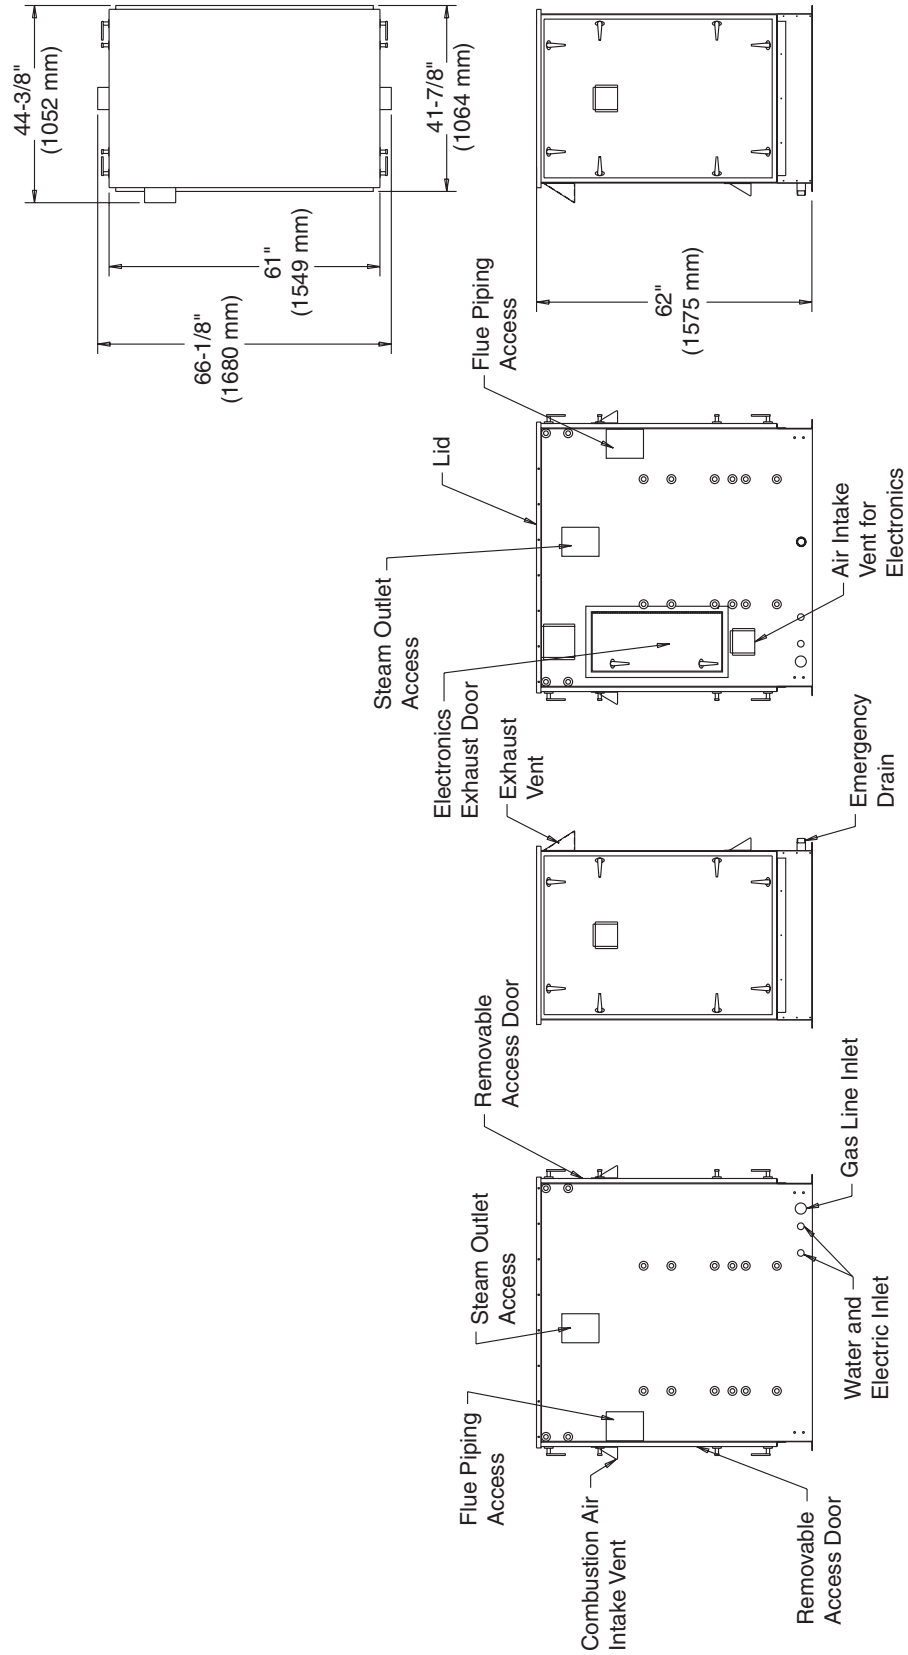 44-3/8"
(1052 mm)
41-7/8"
(1064 mm)
61"
(1549 mm)
66-1/8"
(1680 mm)
62"
(1575 mm)
Flue Piping
Access
Lid
Steam Outlet
Access
Electronics
Exhaust Door
Air Intake
Vent for
Electronics
Exhaust
Vent
Emergency
Drain
Removable
Access Door
Steam Outlet
Access
Flue Piping
Access
Gas Line Inlet
Water and
Electric Inlet
Combustion Air
Intake Vent
Removable
Access Door